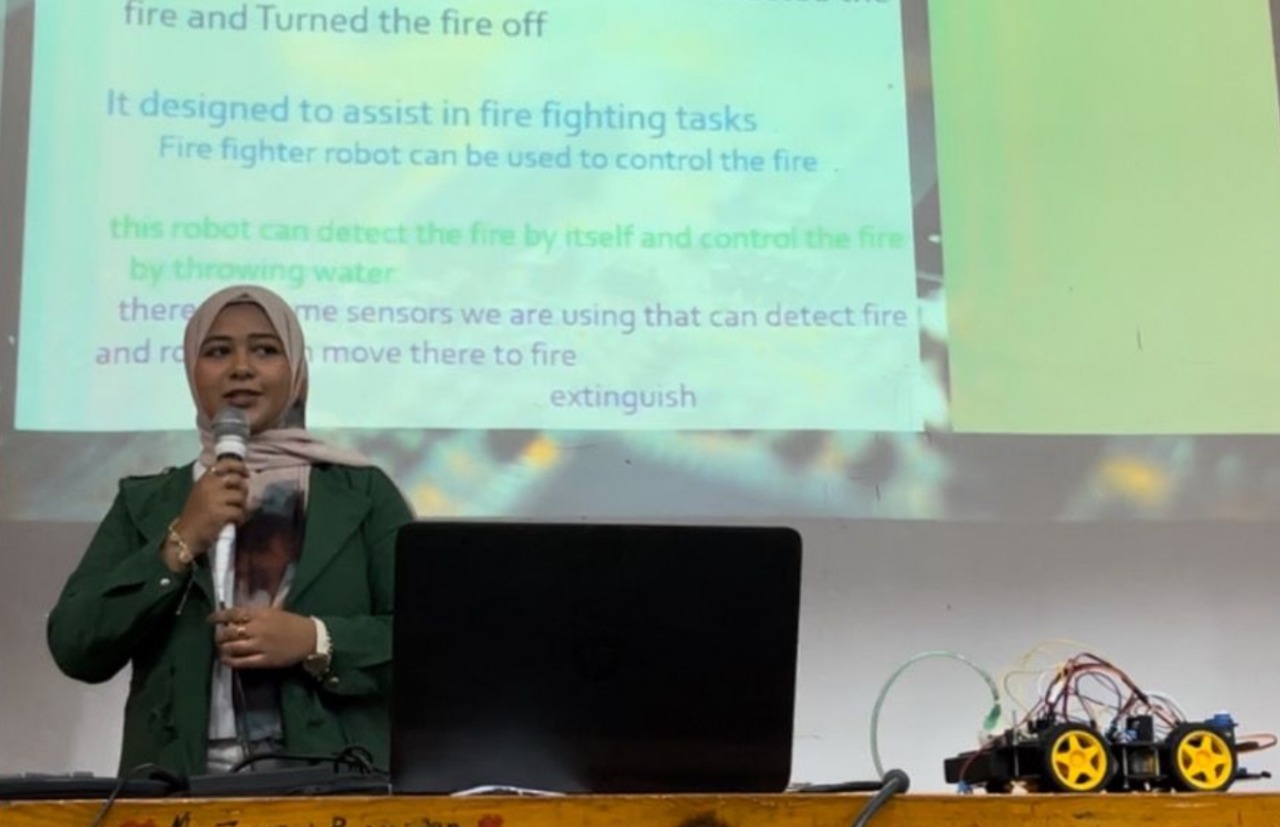 the
fire and Turned the fire off
It designed to assist in fire fighting tasks
Fire fighter robot can be used to control the fire .
this robot can detect the fire by itself and control the fire
by throwing water
there me sensors we are using that can detect fire
and ro move there to fire
extinguish